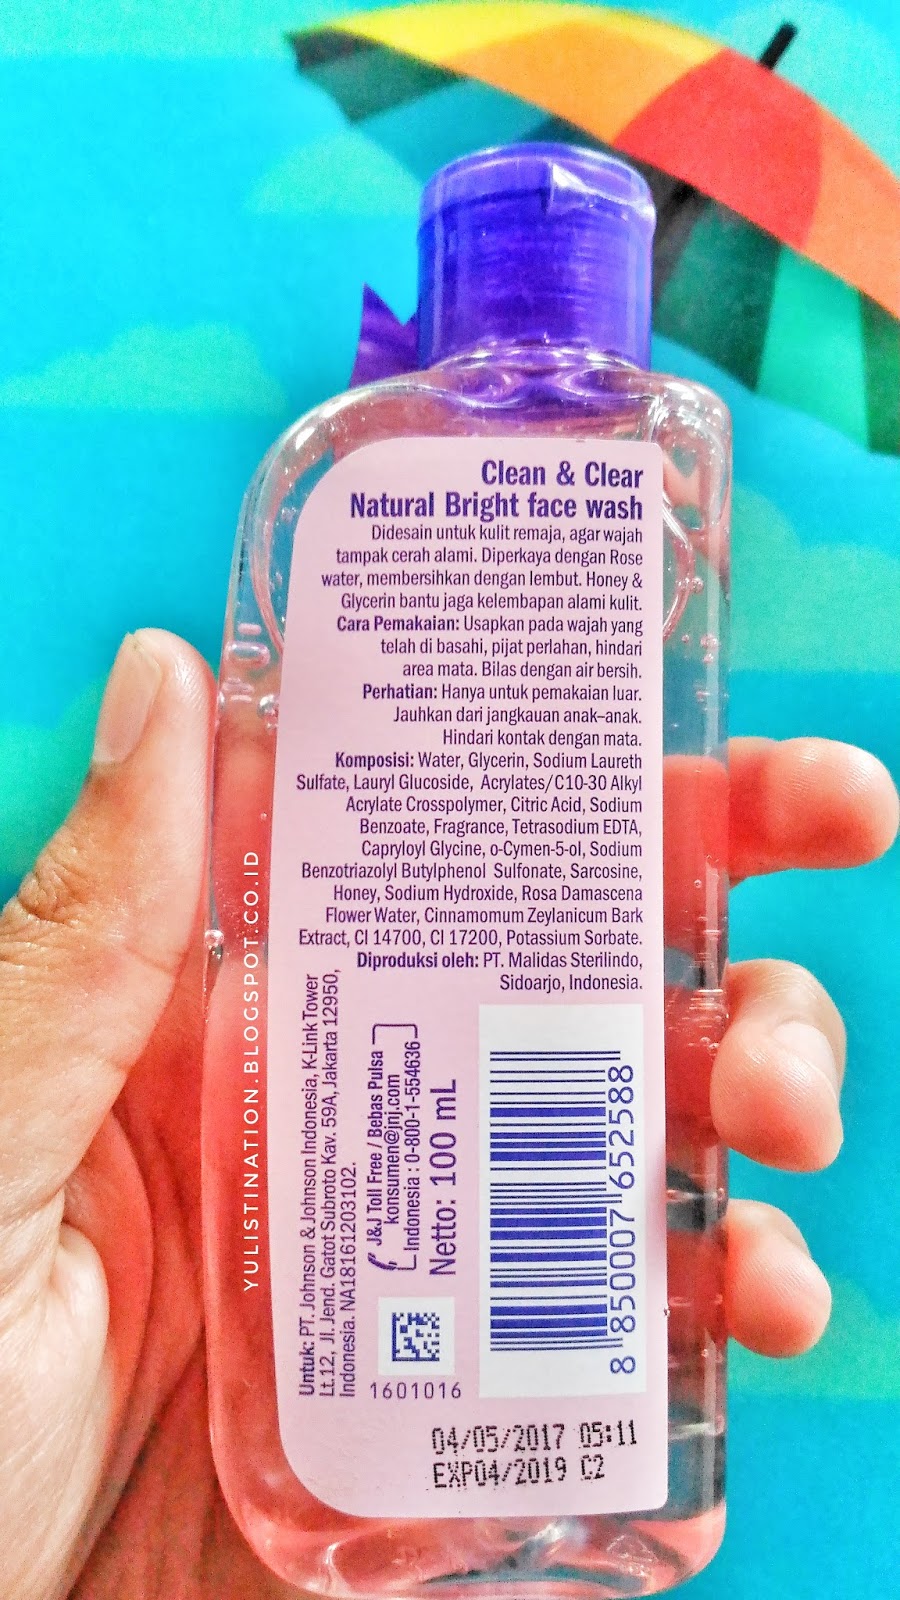 Clean & Clear
Natural Bright face wash
Didesain untuk kulit remaja, agar wajah
tampak cerah alami. Diperkaya dengan Rose
water, membersihkan dengan lembut. Honey &
Glycerin bantu jaga kelembapan alami kulit.
Cara Pemakaian: Usapkan pada wajah yang
telah di basahi, pijat perlahan, hindari
area mata. Bilas dengan air bersih.
Perhatian: Hanya untuk pemakaian luar.
Jauhkan dari jangkauan anak–anak.
Hindari kontak dengan mata.
Komposisi: Water, Glycerin, Sodium Laureth
Sulfate, Lauryl Glucoside, Acrylates/C10-30 Alkyl
Acrylate Crosspolymer, Citric Acid, Sodium
Benzoate, Fragrance, Tetrasodium EDTA,
Capryloyl Glycine, o-Cymen-5-ol, Sodium
Benzotriazolyl Butylphenol Sulfonate, Sarcosine,
Honey, Sodium Hydroxide, Rosa Damascena
Flower Water, Cinnamomum Zeylanicum Bark
Extract, CI 14700, CI 17200, Potassium Sorbate.
Diproduksi oleh: PT. Malidas Sterilindo,
Sidoarjo, Indonesia.
Untuk: PT. Johnson & Johnson Indonesia, K-Link Tower
Lt.12, Jl. Jend. Gatot Subroto Kav. 59A, Jakarta 12950,
Indonesia. NA18161203102.
J&J Toll Free / Bebas Pulsa
konsumen@jnj.com
Indonesia : 0-800-1-554636
Netto: 100 mL
8 850007 652588
1601016
04/05/2017 05:11
EXP04/2019 C2
YULISTINATION.BLOGSPOT.CO.ID